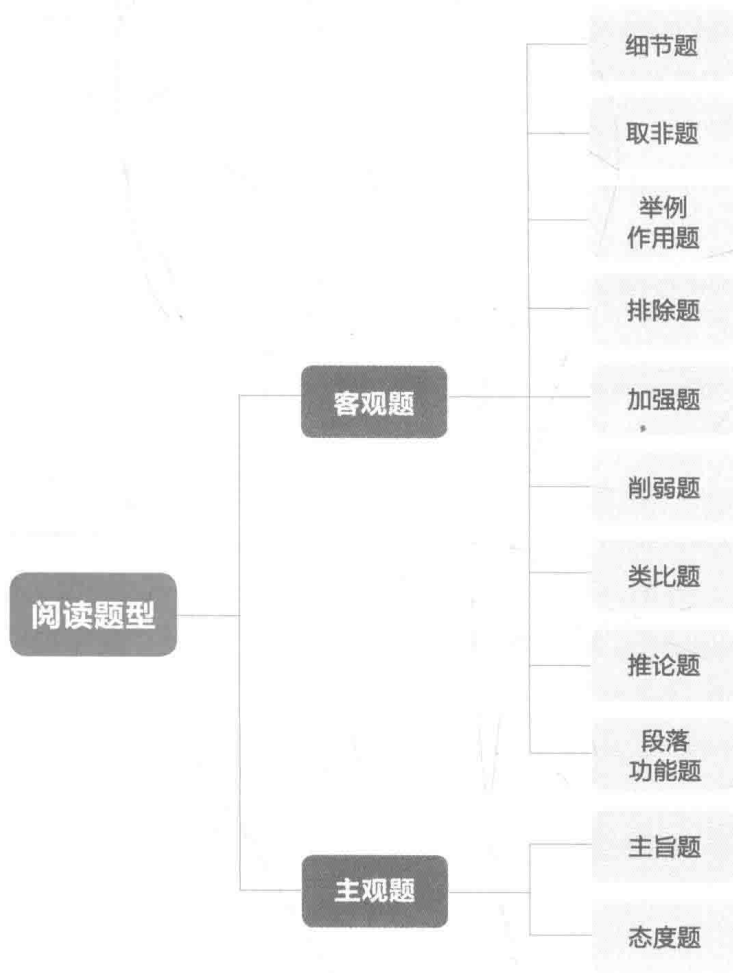 细节题
取非题
举例
作用题
排除题
客观题
加强题
削弱题
类比题
阅读题型
推论题
段落
功能题
主旨题
主观题
态度题